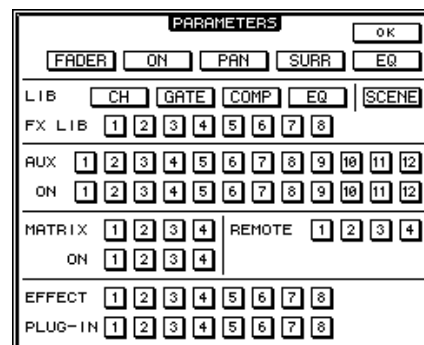 PARAMETERS
OK
FADER ON PAN SURR EQ
LIB CH GATE COMP EQ SCENE
FX LIB 1 2 3 4 5 6 7 8
AUX 1 2 3 4 5 6 7 8 9 10 11 12
ON 1 2 3 4 5 6 7 8 9 10 11 12
MATRIX 1 2 3 4 REMOTE 1 2 3 4
ON 1 2 3 4
EFFECT 1 2 3 4 5 6 7 8
PLUG-IN 1 2 3 4 5 6 7 8